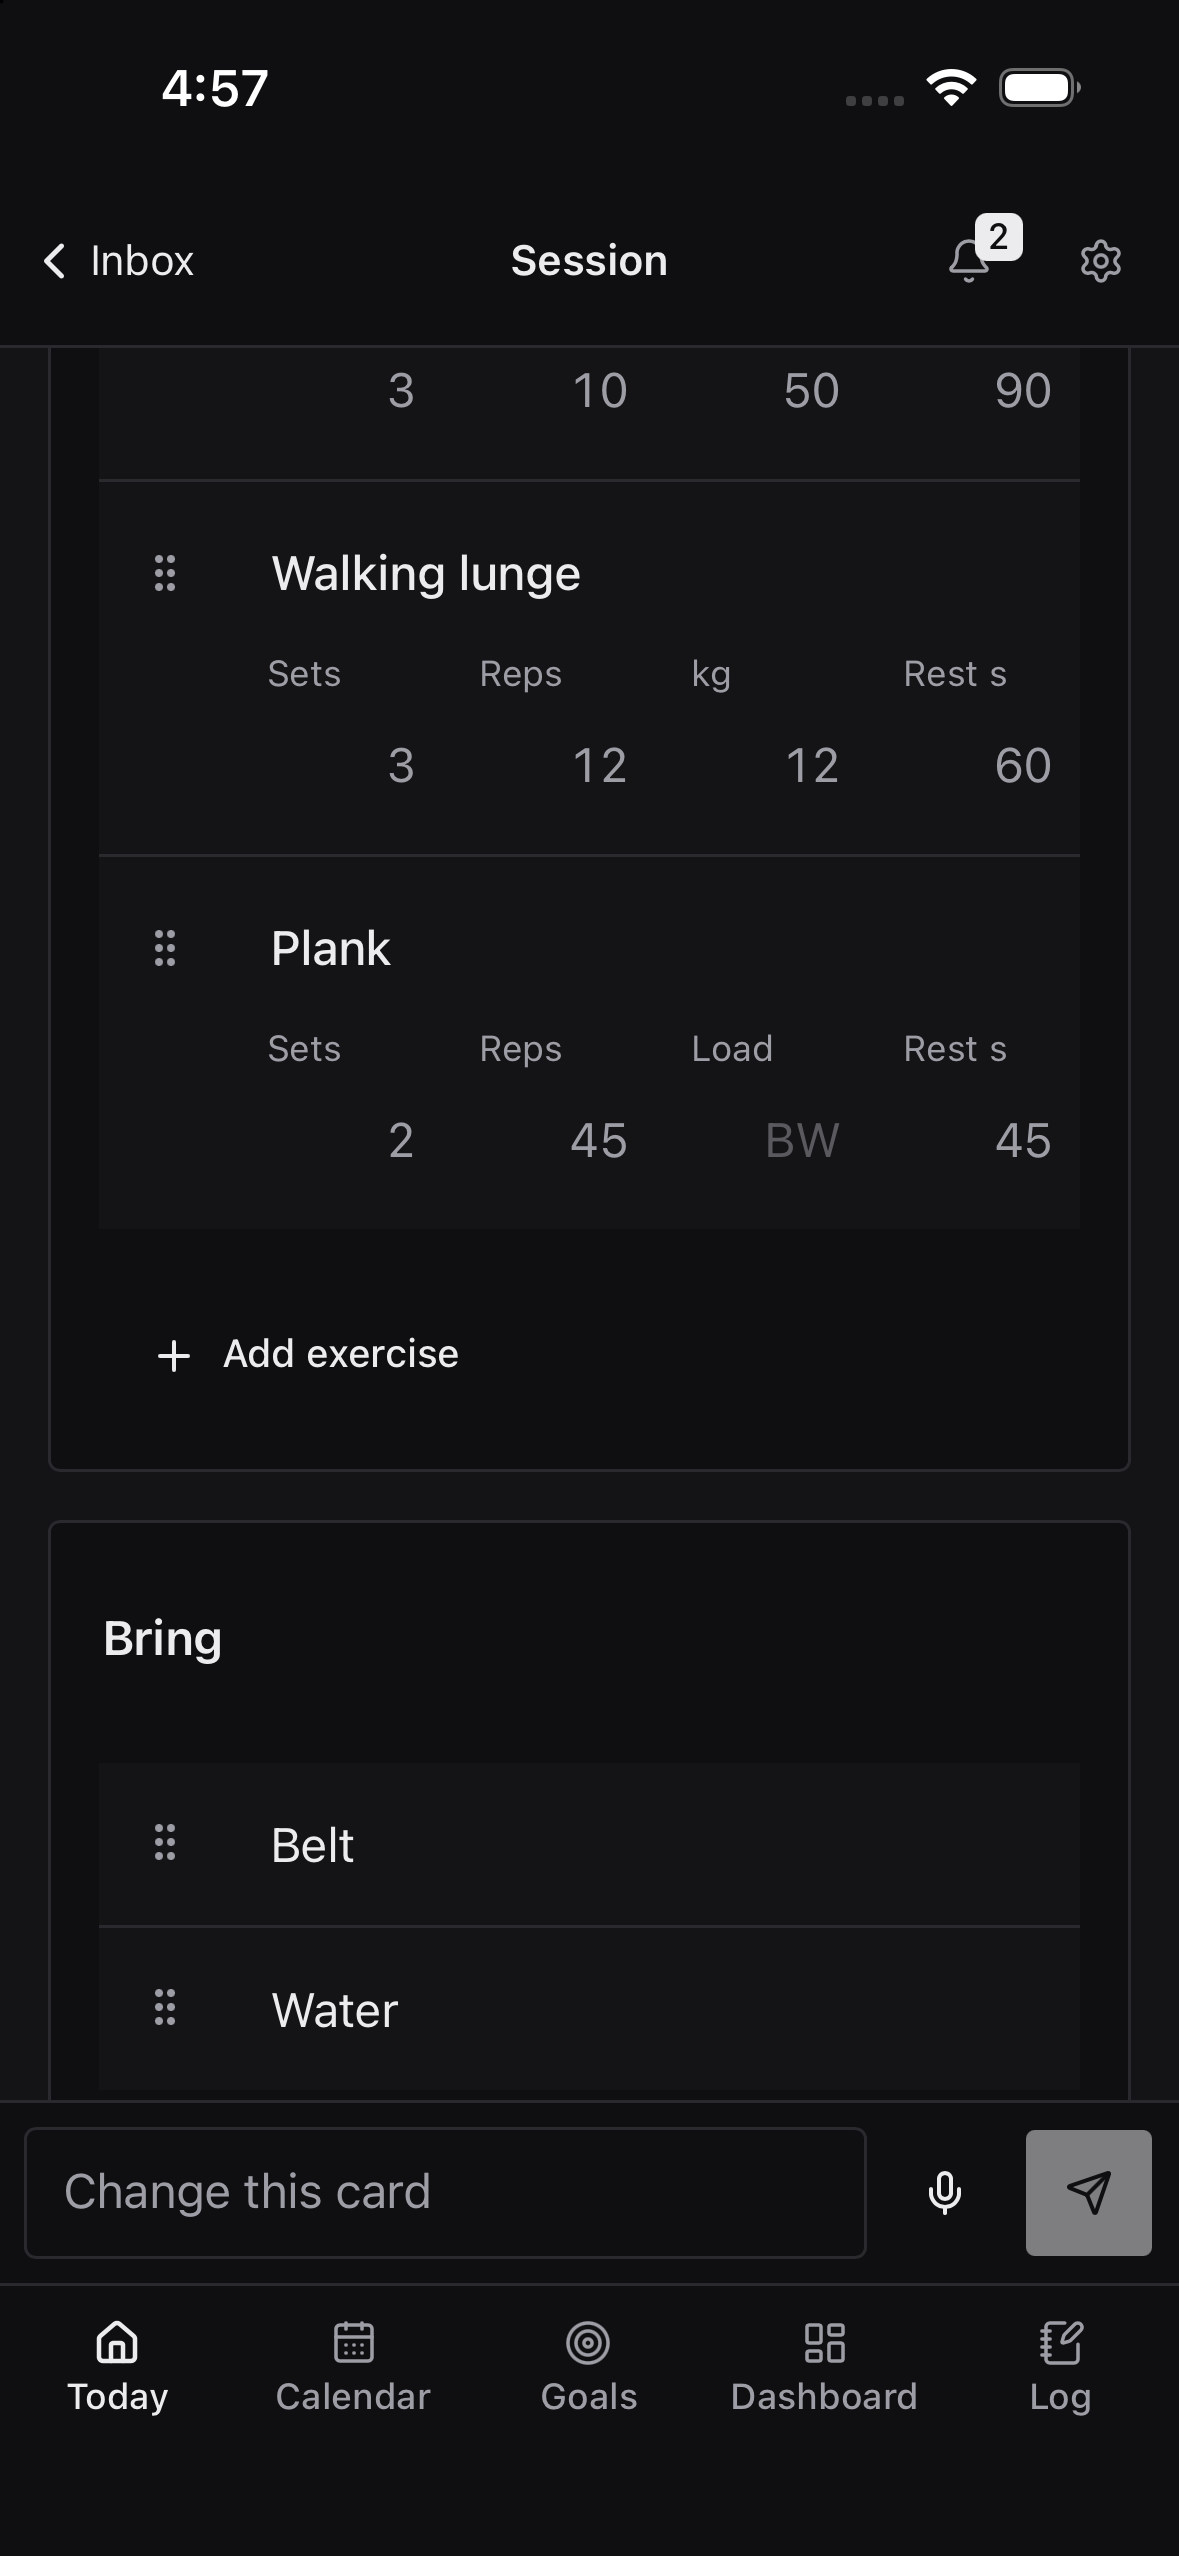 4:57
Inbox
Session
2
3 10 50 90
Walking lunge
Sets Reps kg Rest s
3 12 12 60
Plank
Sets Reps Load Rest s
2 45 BW 45
Add exercise
Bring
Belt
Water
Change this card
Today Calendar Goals Dashboard Log